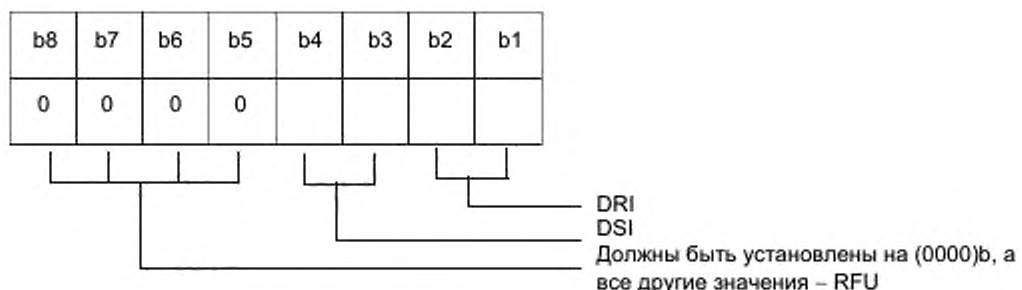 b8 b7 b6 b5 b4 b3 b2 b1
0 0 0 0
DRI
DSI
Должны быть установлены на (0000)b, а
все другие значения – RFU